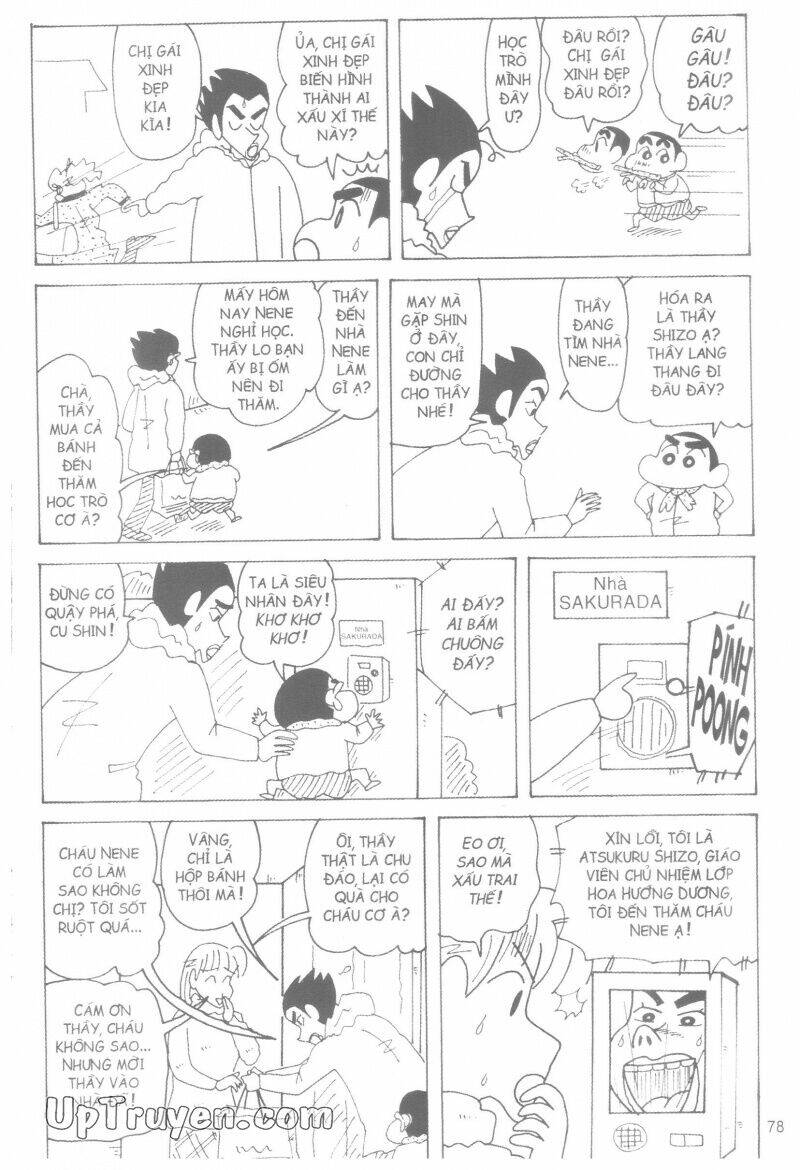 GÂU
GÂU!
ĐÂU?
ĐÂU?
ĐÂU RỒI?
CHỊ GÁI
XINH ĐẸP
ĐÂU RỒI?
HỌC
TRÒ
MÌNH
ĐÂY
Ư?
ỦA, CHỊ GÁI
XINH ĐẸP
BIẾN HÌNH
THÀNH AI
XẤU XÍ THẾ
NÀY?
CHỊ GÁI
XINH
ĐẸP
KIA
KÌA!
HÓA RA
LÀ THẦY
SHIZO Ạ?
THẦY LANG
THANG ĐI
ĐÂU ĐÂY?
THẦY
ĐANG
TÌM NHÀ
NENE...
MAY MÀ
GẶP SHIN
Ở ĐÂY,
CON CHỈ
ĐƯỜNG
CHO THẦY
NHÉ!
THẦY
ĐẾN
NHÀ
NENE
LÀM
GÌ Ạ?
MẤY HÔM
NAY NENE
NGHỈ HỌC.
THẦY LO BẠN
ẤY BỊ ỐM
NÊN ĐI
THĂM.
CHÀ,
THẦY
MUA CẢ
BÁNH
ĐẾN
THĂM
HỌC TRÒ
CƠ À?
Nhà
SAKURADA
PÍNH
POONG
AI ĐẤY?
AI BẤM
CHUÔNG
ĐẤY?
TA LÀ SIÊU
NHÂN ĐÂY!
KHƠ KHƠ
KHƠ!
Nhà
SAKURADA
ĐỪNG CÓ
QUẬY PHÁ,
CU SHIN!
XIN LỖI, TÔI LÀ
ATSUKURU SHIZO, GIÁO
VIÊN CHỦ NHIỆM LỚP
HOA HƯỚNG DƯƠNG,
TÔI ĐẾN THĂM CHÁU
NENE Ạ!
EO ƠI,
SAO MÀ
XẤU TRAI
THẾ!
ÔI, THẦY
THẬT LÀ CHU
ĐÁO, LẠI CÓ
QUÀ CHO
CHÁU CƠ À?
VÂNG,
CHỈ LÀ
HỘP BÁNH
THÔI MÀ!
CHÁU NENE
CÓ LÀM
SAO KHÔNG
CHỊ? TÔI SỐT
RUỘT QUÁ...
CÁM ƠN
THẦY, CHÁU
KHÔNG SAO...
NHƯNG MỜI
THẦY VÀO
NHÀ
UpTruyen.com
78